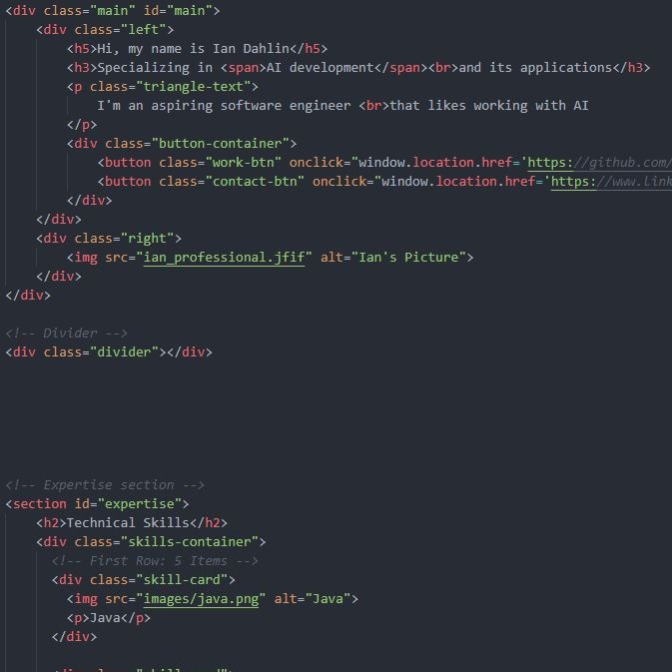 <div class="main" id="main">
<div class="left">
<h5>Hi, my name is Ian Dahlin</h5>
<h3>Specializing in <span>AI development</span><br>and its applications</h3>
<p class="triangle-text">
I'm an aspiring software engineer <br>that likes working with AI
</p>
<div class="button-container">
<button class="work-btn" onclick="window.location.href='https://github.com/
<button class="contact-btn" onclick="window.location.href='https://www.link
</div>
</div>
<div class="right">
<img src="ian_professional.jfif" alt="Ian's Picture">
</div>
</div>
<!-- Divider -->
<div class="divider"></div>
<!-- Expertise section -->
<section id="expertise">
<h2>Technical Skills</h2>
<div class="skills-container">
<!-- First Row: 5 Items -->
<div class="skill-card">
<img src="images/java.png" alt="Java">
<p>Java</p>
</div>